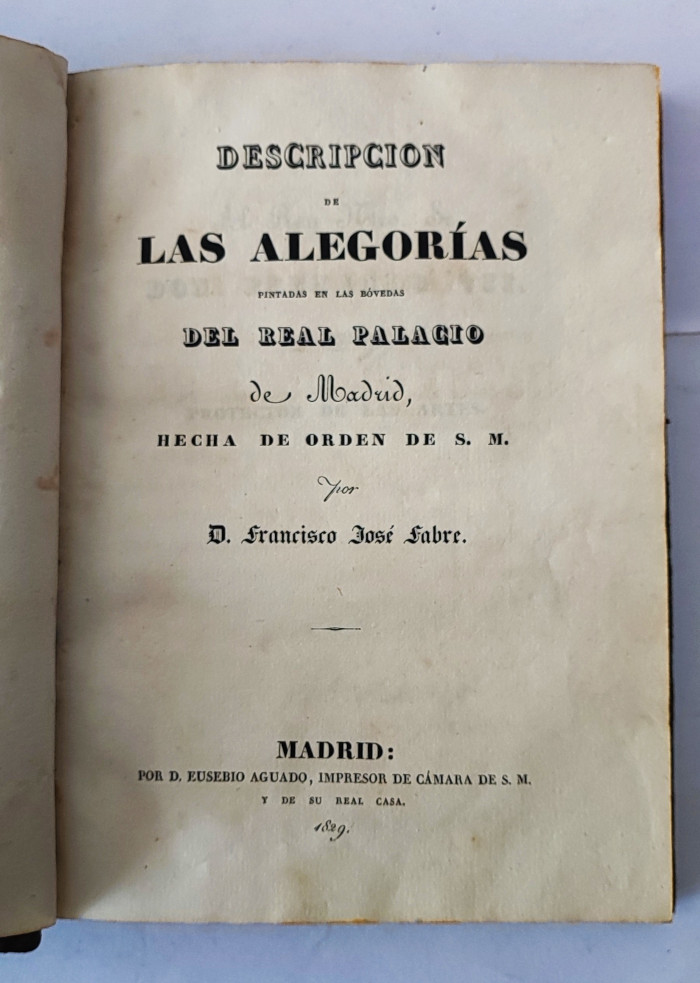 DESCRIPCION
DE
LAS ALEGORÍAS
PINTADAS EN LAS BÓVEDAS
DEL REAL PALACIO
de Madrid,
HECHA DE ORDEN DE S. M.
Por
D. Francisco José Fabre.
MADRID:
POR D. EUSEBIO AGUADO, IMPRESOR DE CÁMARA DE S. M.
Y DE SU REAL CASA.
1829.